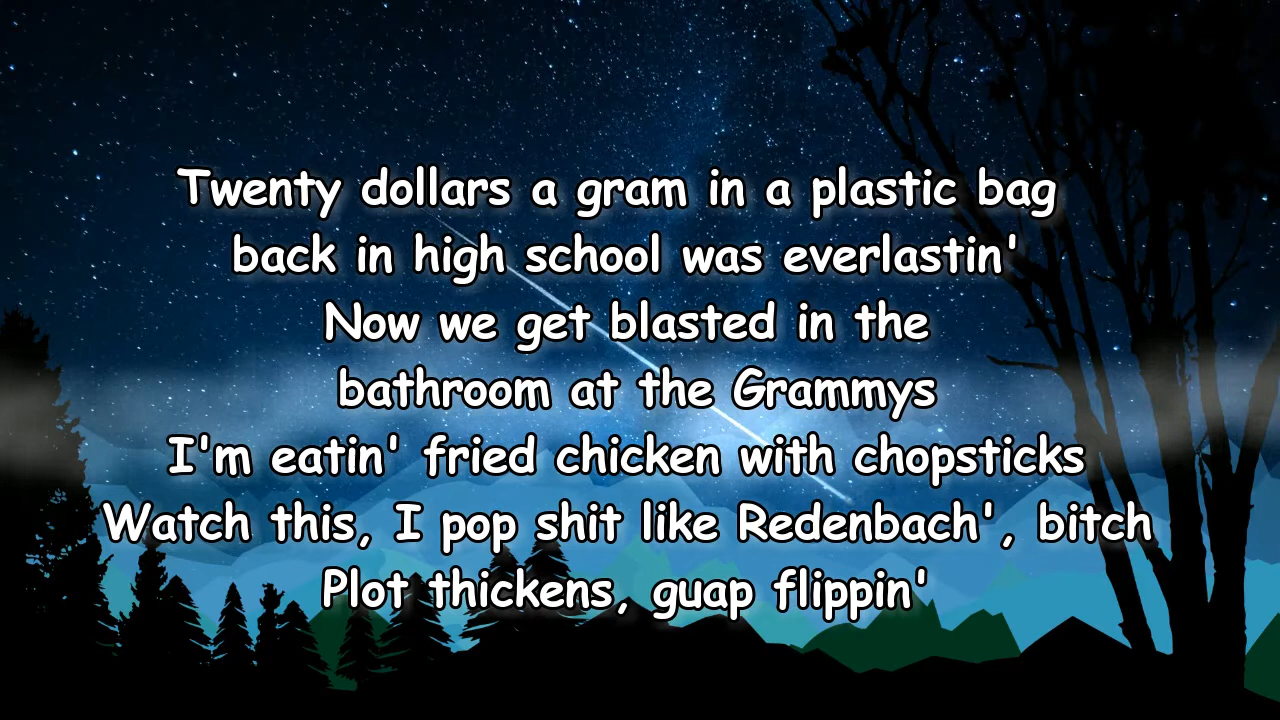 Twenty dollars a gram in a plastic bag
back in high school was everlastin'
Now we get blasted in the
bathroom at the Grammys
I'm eatin' fried chicken with chopsticks
Watch this, I pop shit like Redenbach', bitch
Plot thickens, guap flippin'